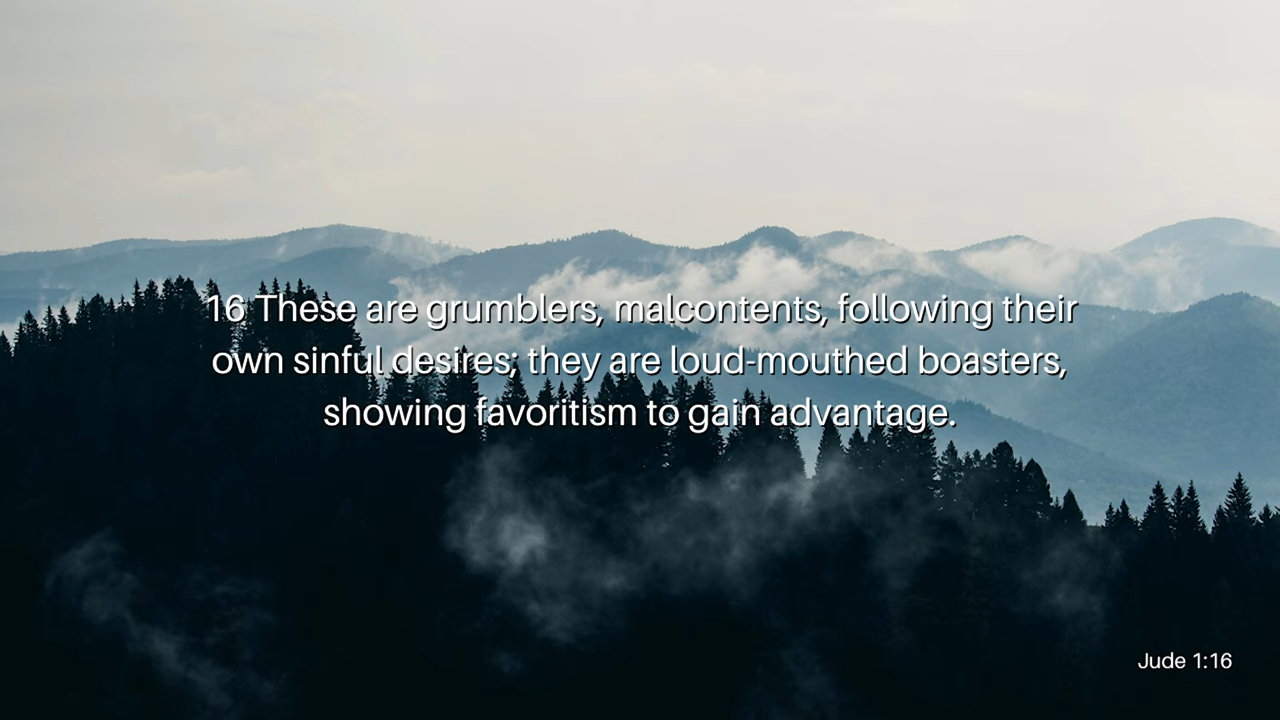 16 These are grumblers, malcontents, following their
own sinful desires; they are loud-mouthed boasters,
showing favoritism to gain advantage.
Jude 1:16